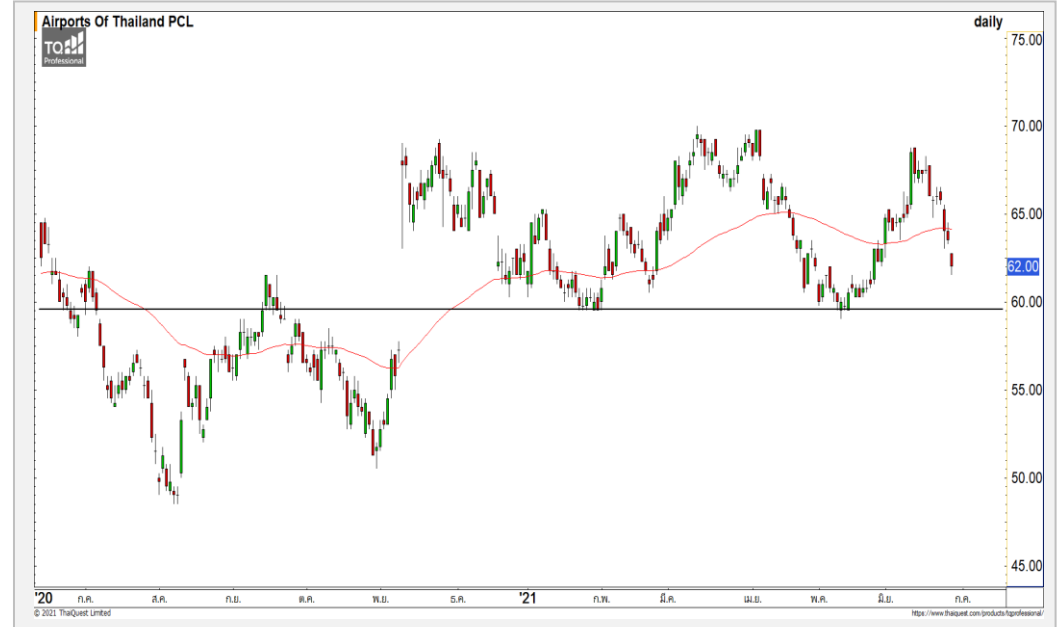 Airports Of Thailand PCL
daily
TQ
Professional
75.00
70.00
65.00
62.00
60.00
55.00
50.00
45.00
'20 ก.ค. ส.ค. ก.ย. ต.ค. พ.ย. ธ.ค. '21 ก.พ. มี.ค. เม.ย. พ.ค. มิ.ย. ก.ค.
© 2021 ThaiQuest Limited
https://www.thaiquest.com/products/tqprofessional/